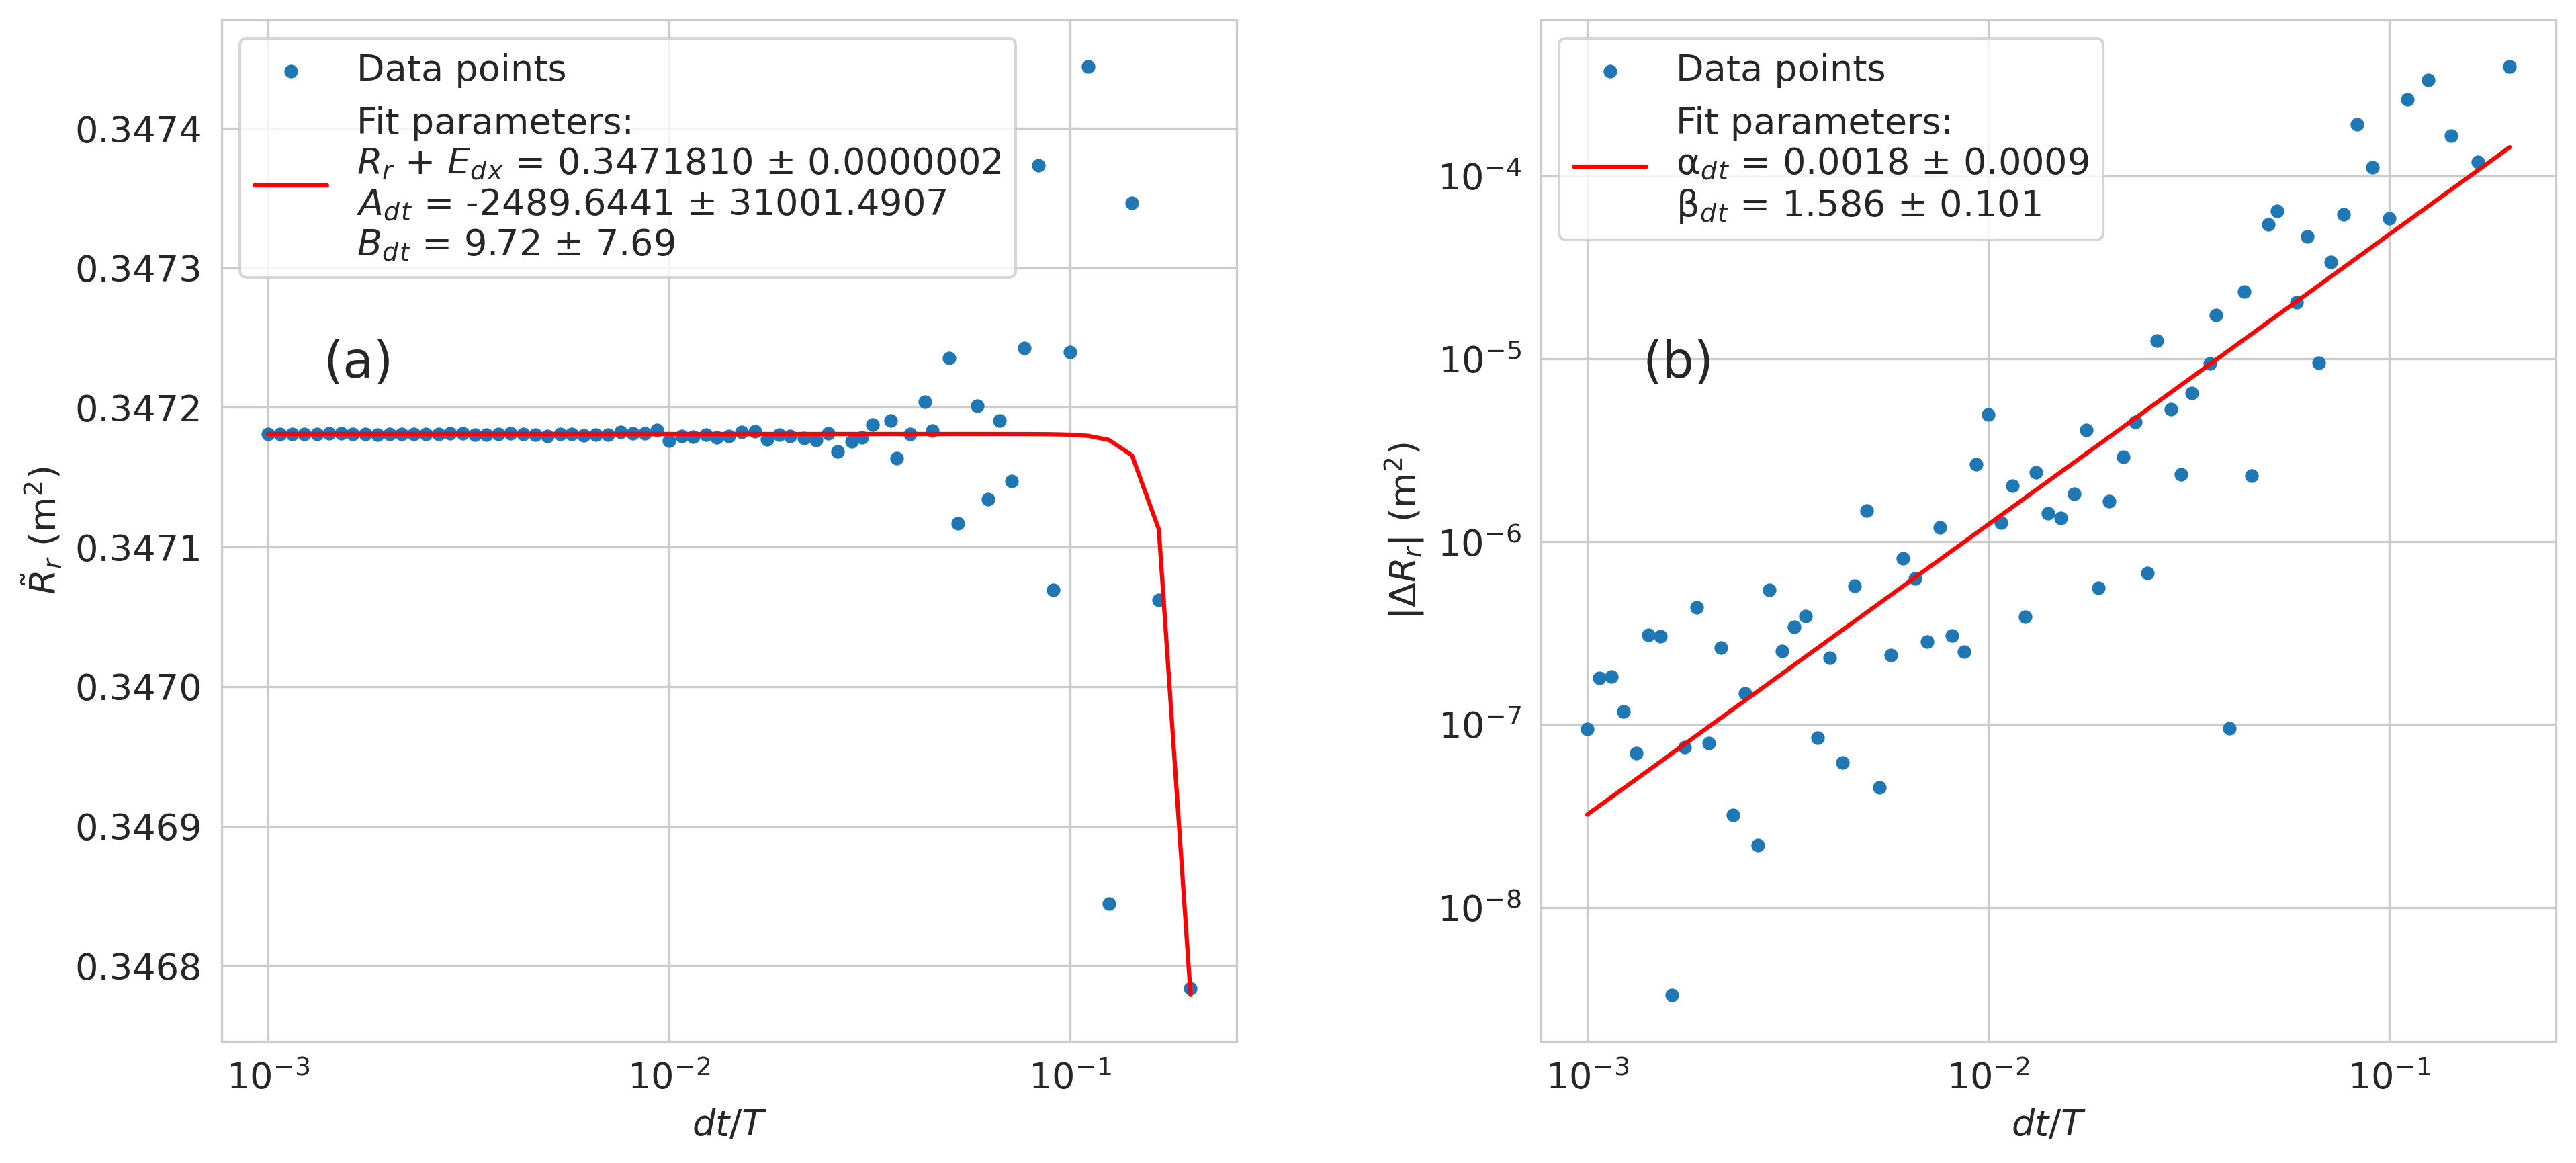 Data points
Fit parameters:
R_r + E_dx = 0.3471810 ± 0.0000002
A_dt = -2489.6441 ± 31001.4907
B_dt = 9.72 ± 7.69
(a)
0.3474
0.3473
0.3472
0.3471
0.3470
0.3469
0.3468
R̃_r (m²)
10⁻³
10⁻²
10⁻¹
dt/T
Data points
Fit parameters:
α_dt = 0.0018 ± 0.0009
β_dt = 1.586 ± 0.101
(b)
10⁻⁴
10⁻⁵
10⁻⁶
10⁻⁷
10⁻⁸
|ΔR_r| (m²)
10⁻³
10⁻²
10⁻¹
dt/T